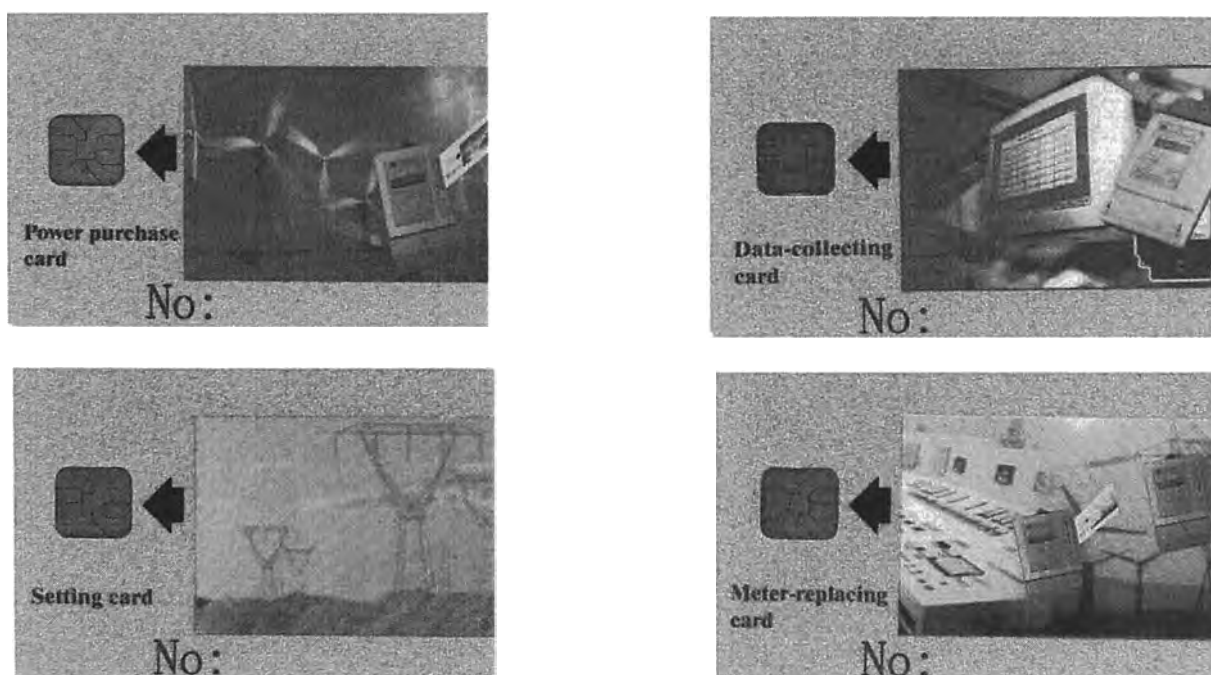 Power purchase
card
No:
Data-collecting
card
No:
Setting card
No:
Meter-replacing
card
No: